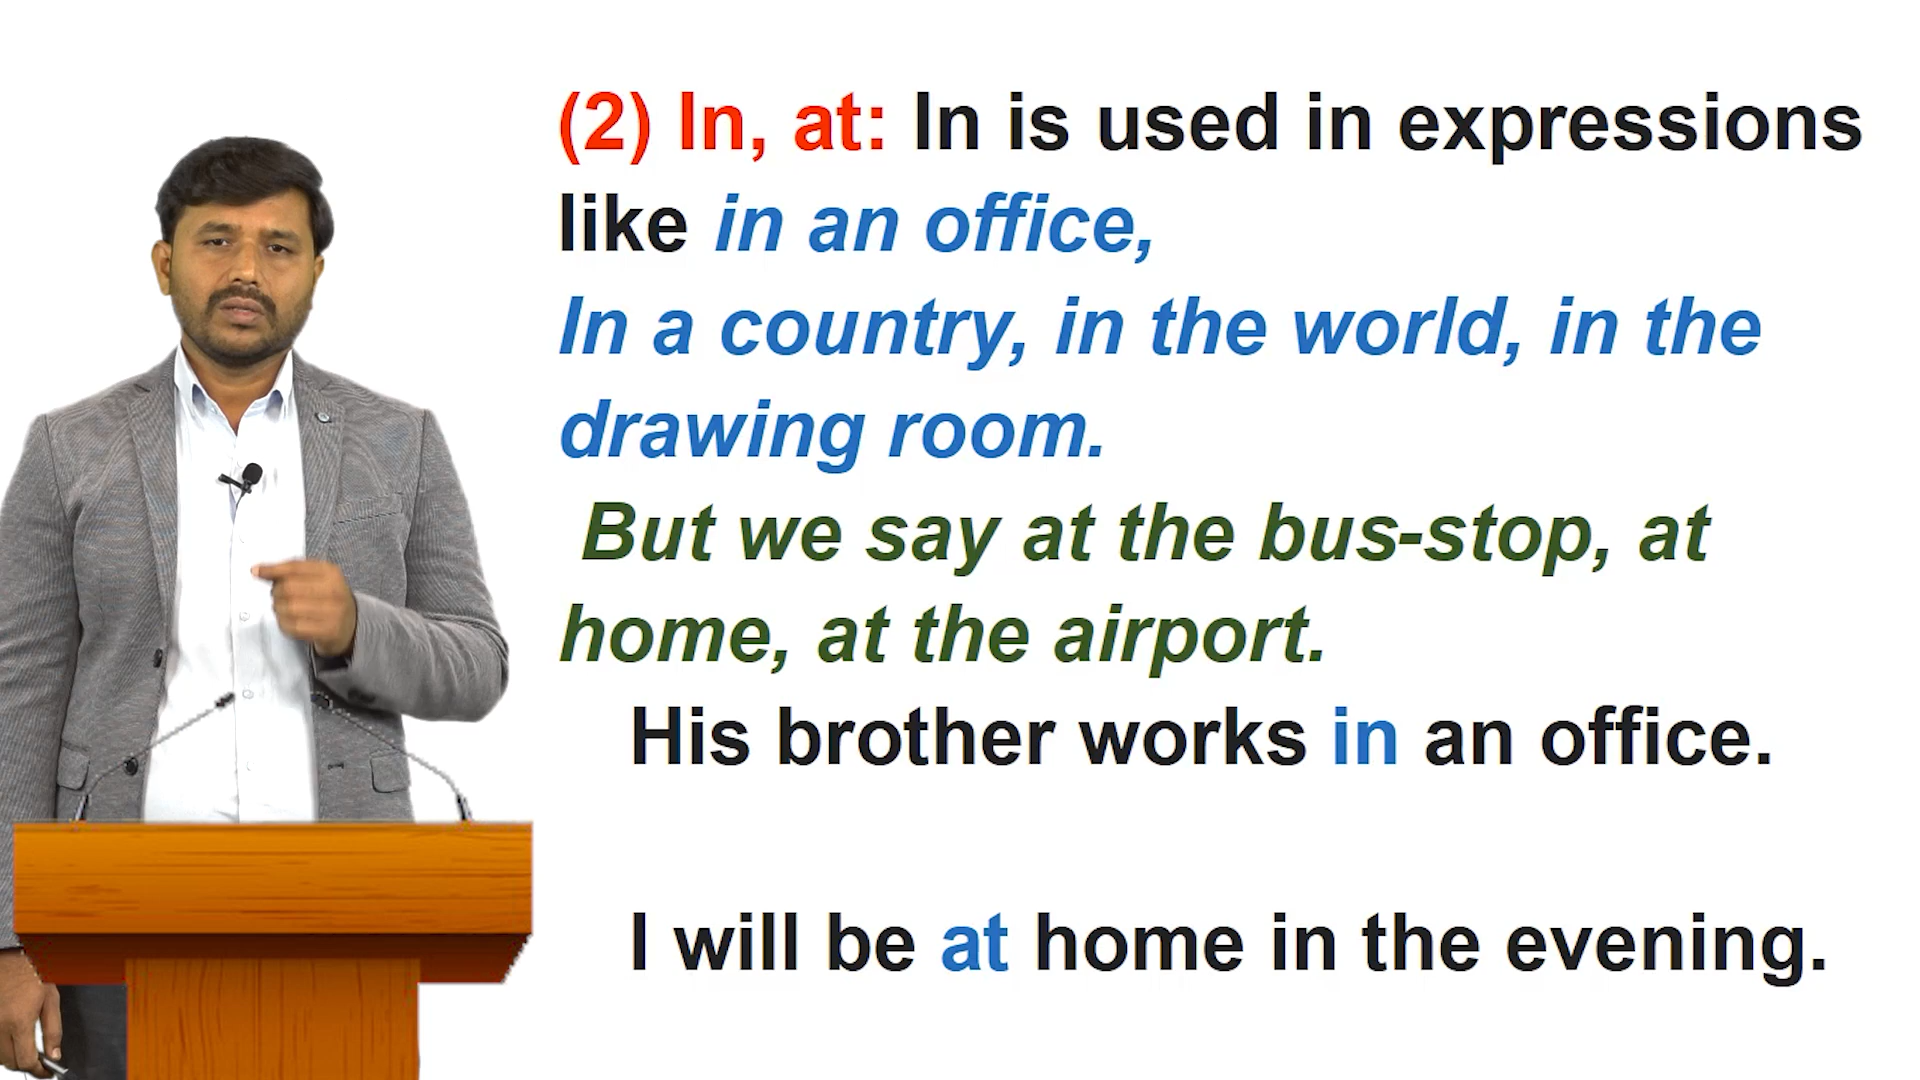 (2) In, at: In is used in expressions
like in an office,
In a country, in the world, in the
drawing room.
But we say at the bus-stop, at
home, at the airport.
His brother works in an office.
I will be at home in the evening.